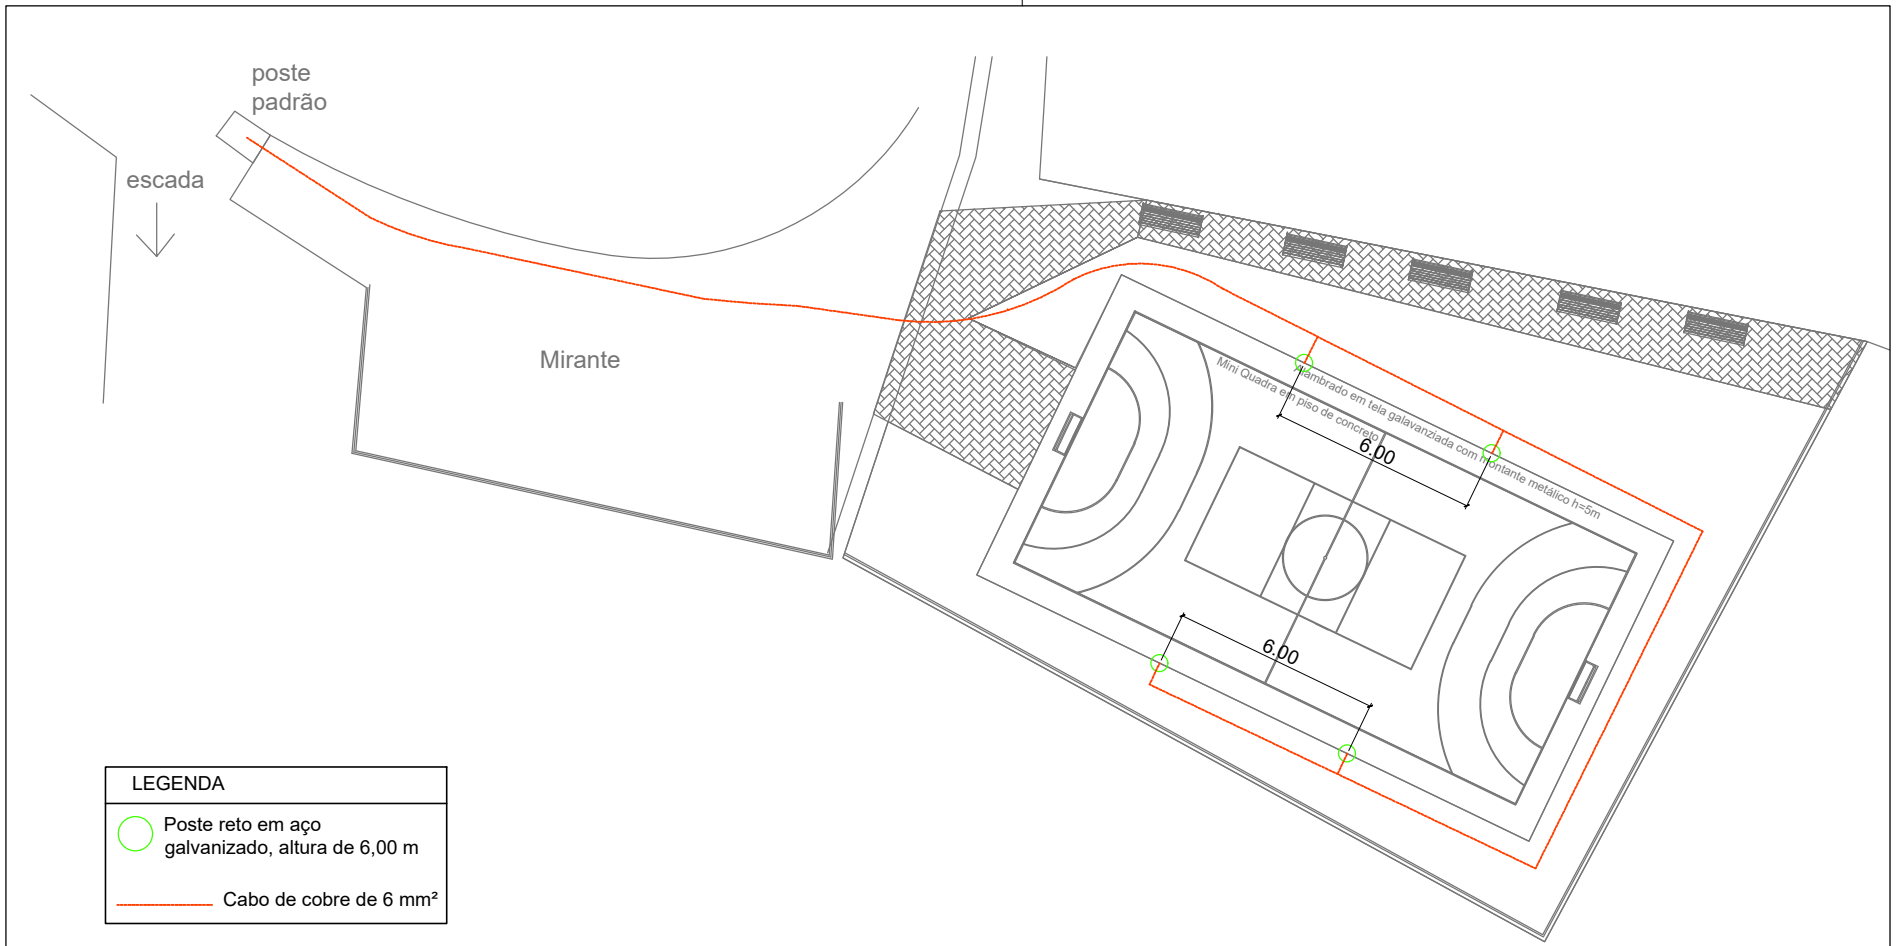 poste
padrão
escada
Mirante
Alambrado em tela galavanziada com montante metálico h=5m
Mini Quadra em piso de concreto
6.00
6.00
LEGENDA
Poste reto em aço
galvanizado, altura de 6,00 m
Cabo de cobre de 6 mm²